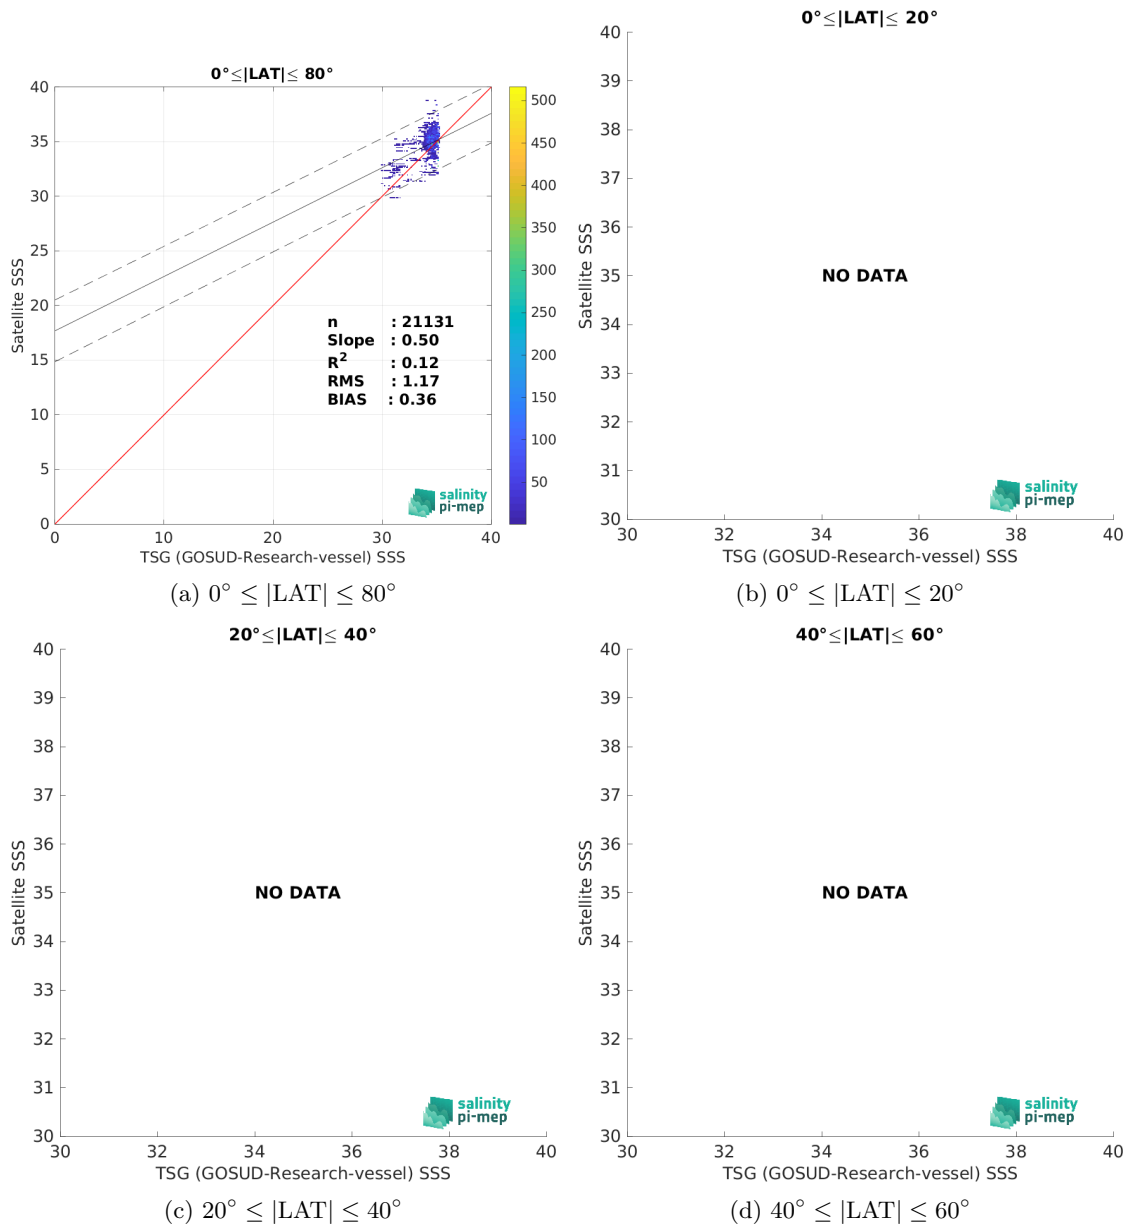 0°≤|LAT|≤ 80°
40
35
30
25
20
15
10
5
0
Satellite SSS
n : 21131
Slope : 0.50
R² : 0.12
RMS : 1.17
BIAS : 0.36
salinity
pi-mep
0 10 20 30 40
TSG (GOSUD-Research-vessel) SSS
500
450
400
350
300
250
200
150
100
50
(a) 0° ≤ |LAT| ≤ 80°
0°≤|LAT|≤ 20°
40
39
38
37
36
35
34
33
32
31
30
Satellite SSS
NO DATA
salinity
pi-mep
30 32 34 36 38 40
TSG (GOSUD-Research-vessel) SSS
(b) 0° ≤ |LAT| ≤ 20°
20°≤|LAT|≤ 40°
40
39
38
37
36
35
34
33
32
31
30
Satellite SSS
NO DATA
salinity
pi-mep
30 32 34 36 38 40
TSG (GOSUD-Research-vessel) SSS
(c) 20° ≤ |LAT| ≤ 40°
40°≤|LAT|≤ 60°
40
39
38
37
36
35
34
33
32
31
30
Satellite SSS
NO DATA
salinity
pi-mep
30 32 34 36 38 40
TSG (GOSUD-Research-vessel) SSS
(d) 40° ≤ |LAT| ≤ 60°